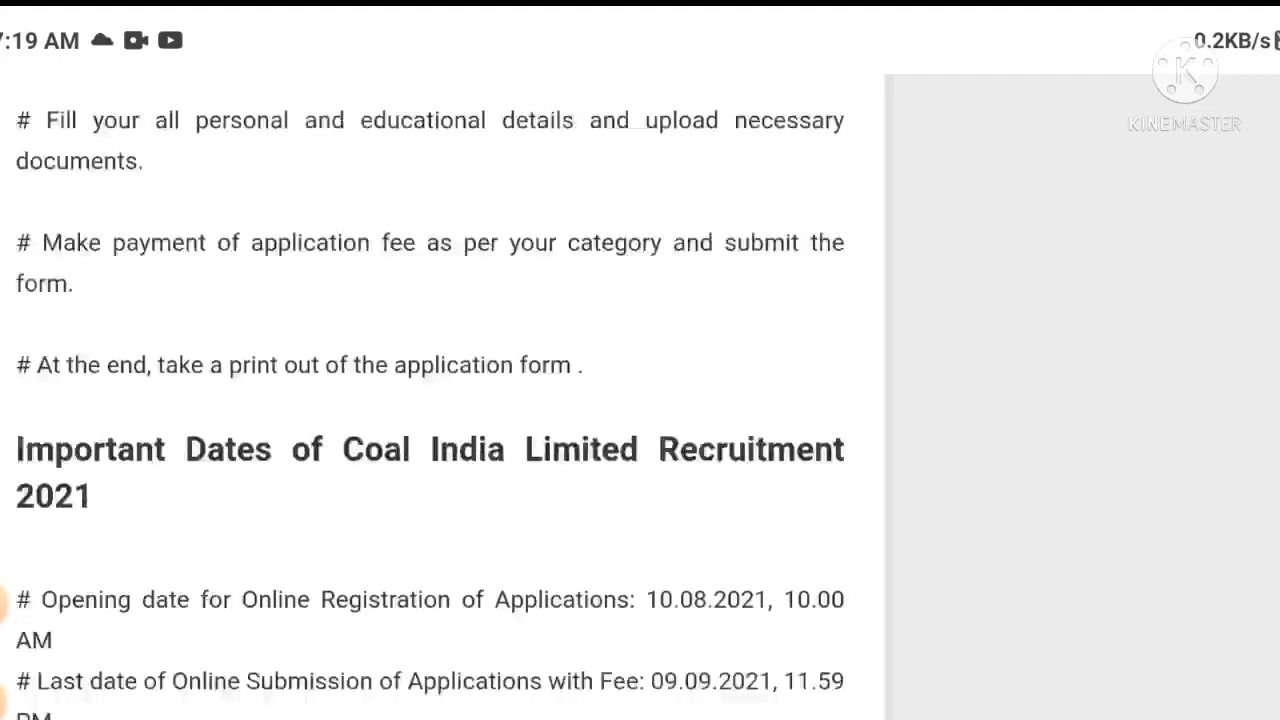 :19 AM
0.2KB/s
KINEMASTER
# Fill your all personal and educational details and upload necessary
documents.
# Make payment of application fee as per your category and submit the
form.
# At the end, take a print out of the application form .
Important Dates of Coal India Limited Recruitment
2021
# Opening date for Online Registration of Applications: 10.08.2021, 10.00
AM
# Last date of Online Submission of Applications with Fee: 09.09.2021, 11.59
PM